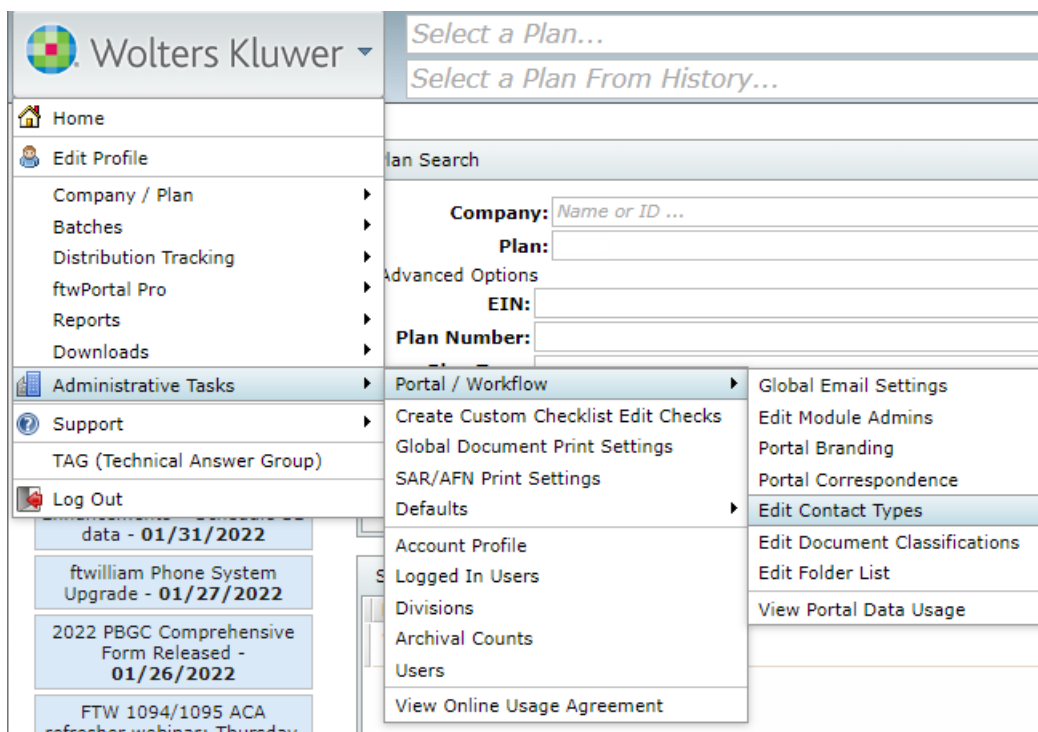 Wolters Kluwer
Select a Plan...
Select a Plan From History...
Home
Edit Profile
Company / Plan
Batches
Distribution Tracking
ftwPortal Pro
Reports
Downloads
Administrative Tasks
Support
TAG (Technical Answer Group)
Log Out
data - 01/31/2022
ftwilliam Phone System
Upgrade - 01/27/2022
2022 PBGC Comprehensive
Form Released -
01/26/2022
FTW 1094/1095 ACA
refresher webinar: Thursday
lan Search
Company: Name or ID ...
Plan:
Advanced Options
EIN:
Plan Number:
Portal / Workflow
Create Custom Checklist Edit Checks
Global Document Print Settings
SAR/AFN Print Settings
Defaults
Account Profile
Logged In Users
Divisions
Archival Counts
Users
View Online Usage Agreement
Global Email Settings
Edit Module Admins
Portal Branding
Portal Correspondence
Edit Contact Types
Edit Document Classifications
Edit Folder List
View Portal Data Usage